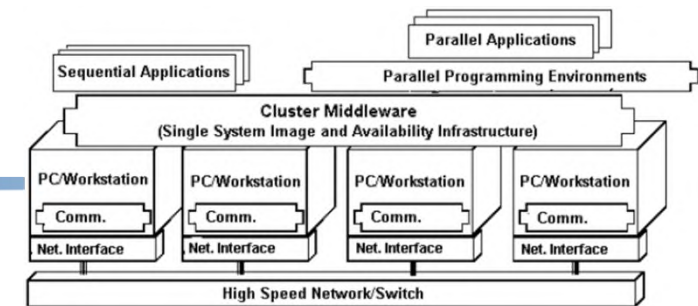 Parallel Applications
Sequential Applications
Parallel Programming Environments
Cluster Middleware
(Single System Image and Availability Infrastructure)
PC/Workstation
PC/Workstation
PC/Workstation
PC/Workstation
Comm.
Comm.
Comm.
Comm.
Net. Interface
Net. Interface
Net. Interface
Net. Interface
High Speed Network/Switch